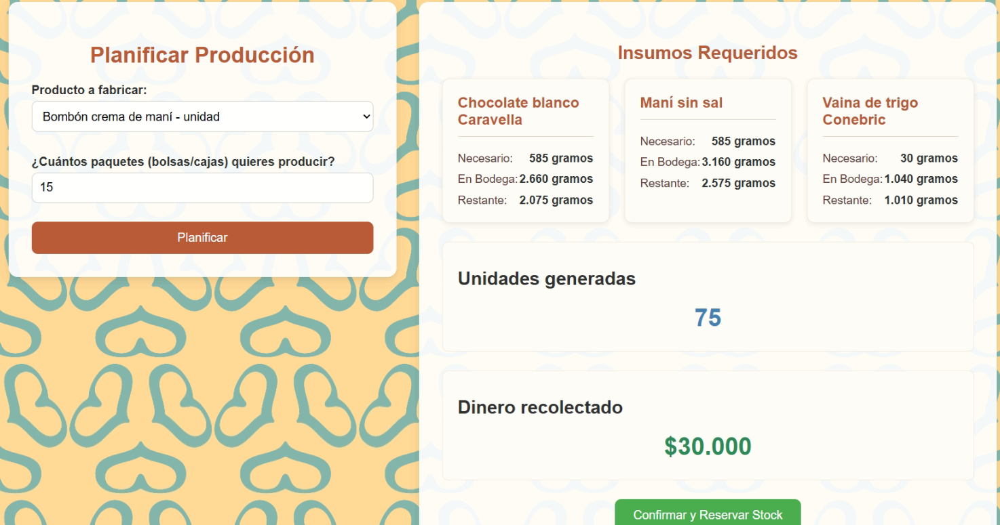 Planificar Producción
Producto a fabricar:
Bombón crema de maní - unidad
¿Cuántos paquetes (bolsas/cajas) quieres producir?
15
Planificar
Insumos Requeridos
Chocolate blanco
Caravella
Necesario: 585 gramos
En Bodega: 2.660 gramos
Restante: 2.075 gramos
Maní sin sal
Necesario: 585 gramos
En Bodega: 3.160 gramos
Restante: 2.575 gramos
Vaina de trigo
Conebric
Necesario: 30 gramos
En Bodega: 1.040 gramos
Restante: 1.010 gramos
Unidades generadas
75
Dinero recolectado
$30.000
Confirmar y Reservar Stock